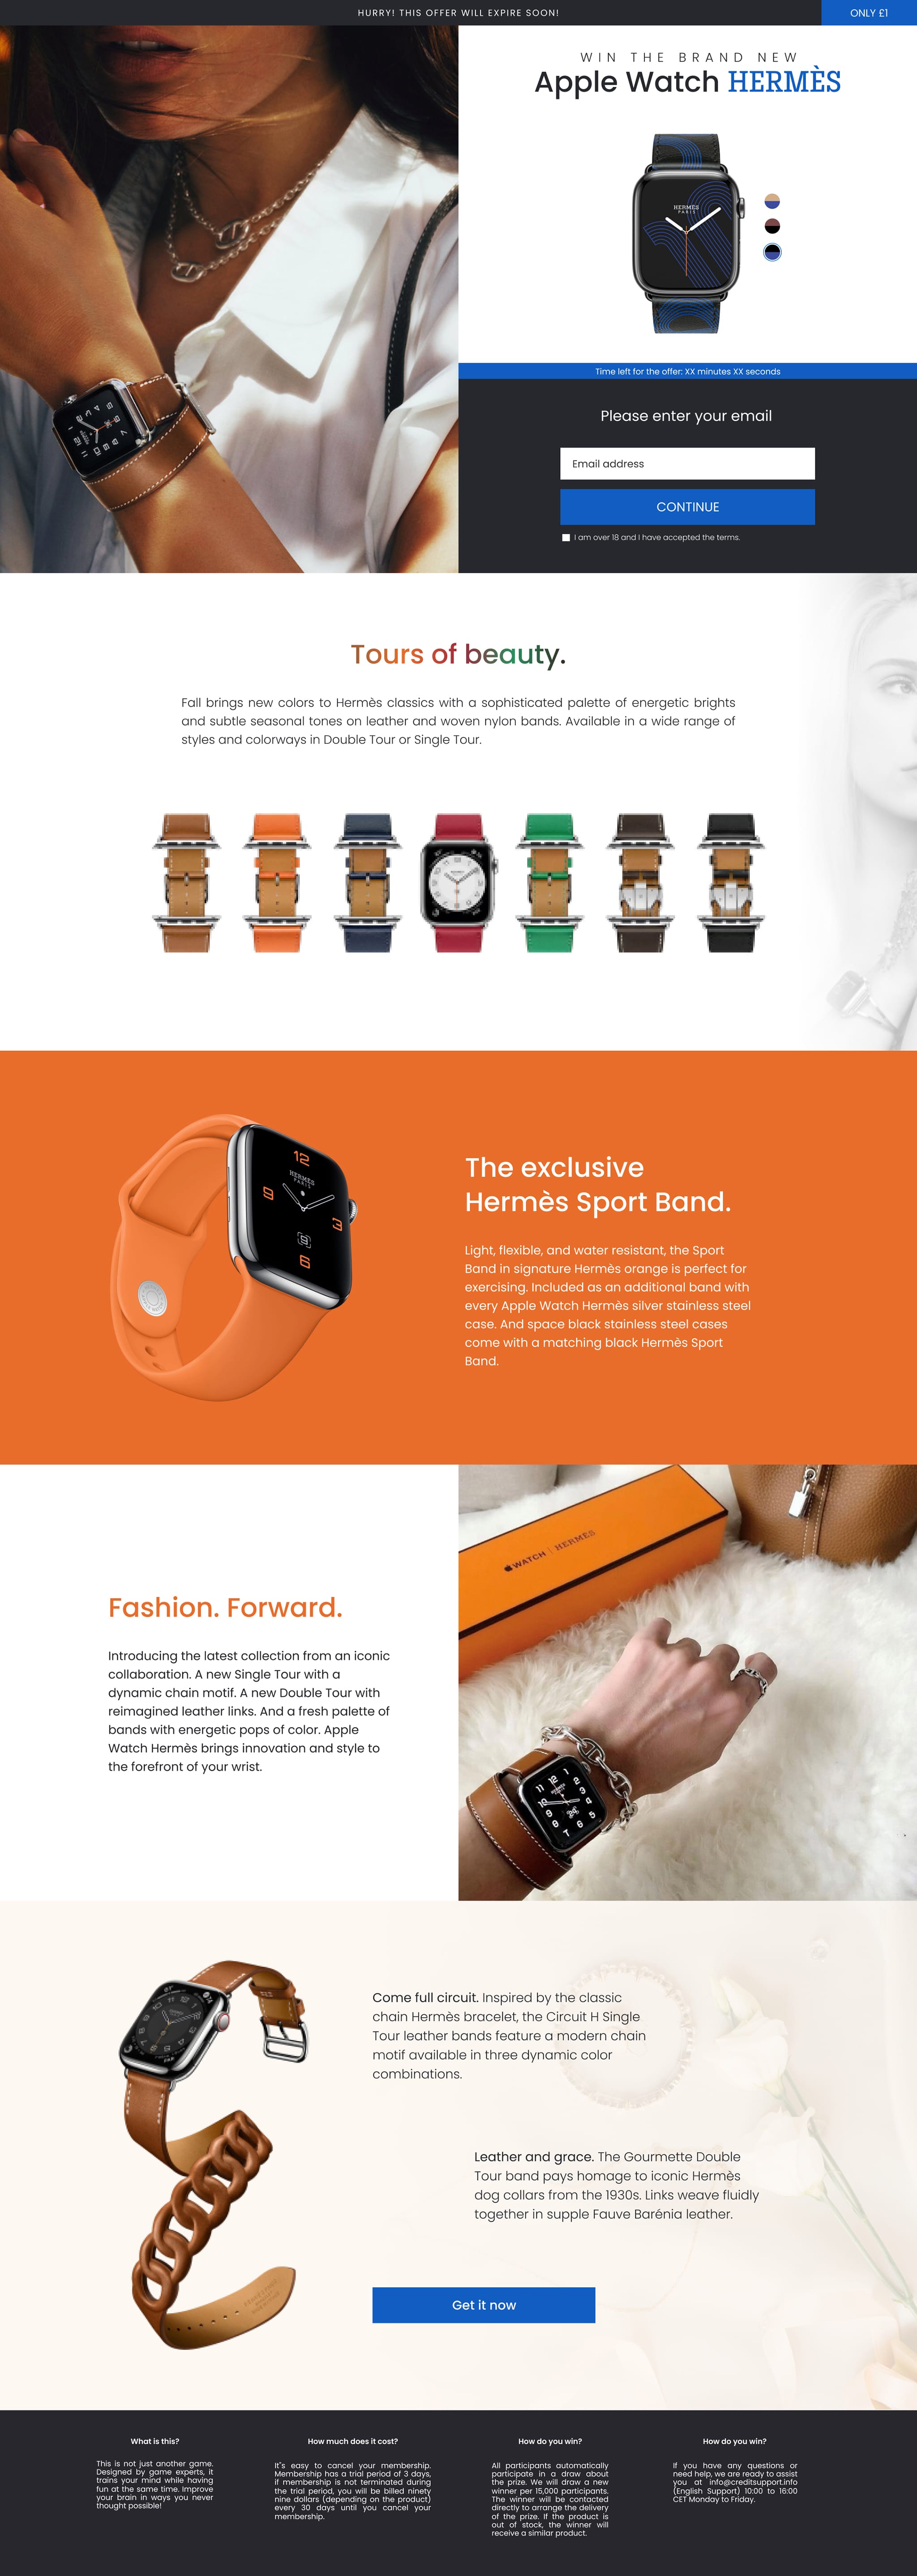 HURRY! THIS OFFER WILL EXPIRE SOON!
ONLY £1
WIN THE BRAND NEW
Apple Watch HERMÈS
HERMÈS
PARIS
Time left for the offer: XX minutes XX seconds
Please enter your email
Email address
CONTINUE
I am over 18 and I have accepted the terms.
Tours of beauty.
Fall brings new colors to Hermès classics with a sophisticated palette of energetic brights
and subtle seasonal tones on leather and woven nylon bands. Available in a wide range of
styles and colorways in Double Tour or Single Tour.
12
HERMÈS
PARIS
9
3
6
The exclusive
Hermès Sport Band.
Light, flexible, and water resistant, the Sport
Band in signature Hermès orange is perfect for
exercising. Included as an additional band with
every Apple Watch Hermès silver stainless steel
case. And space black stainless steel cases
come with a matching black Hermès Sport
Band.
WATCH HERMÈS
Fashion. Forward.
Introducing the latest collection from an iconic
collaboration. A new Single Tour with a
dynamic chain motif. A new Double Tour with
reimagined leather links. And a fresh palette of
bands with energetic pops of color. Apple
Watch Hermès brings innovation and style to
the forefront of your wrist.
Come full circuit. Inspired by the classic
chain Hermès bracelet, the Circuit H Single
Tour leather bands feature a modern chain
motif available in three dynamic color
combinations.
Leather and grace. The Gourmette Double
Tour band pays homage to iconic Hermès
dog collars from the 1930s. Links weave fluidly
together in supple Fauve Barénia leather.
Get it now
What is this?
This is not just another game.
Designed by game experts, it
trains your mind while having
fun at the same time. Improve
your brain in ways you never
thought possible!
How much does it cost?
It"s easy to cancel your membership.
Membership has a trial period of 3 days,
if membership is not terminated during
the trial period, you will be billed ninety
nine dollars (depending on the product)
every 30 days until you cancel your
membership.
How do you win?
All participants automatically
participate in a draw about
the prize. We will draw a new
winner per 15,000 participants.
The winner will be contacted
directly to arrange the delivery
of the prize. If the product is
out of stock, the winner will
receive a similar product.
How do you win?
If you have any questions or
need help, we are ready to assist
you at info@creditsupport.info
(English Support) 10:00 to 16:00
CET Monday to Friday.